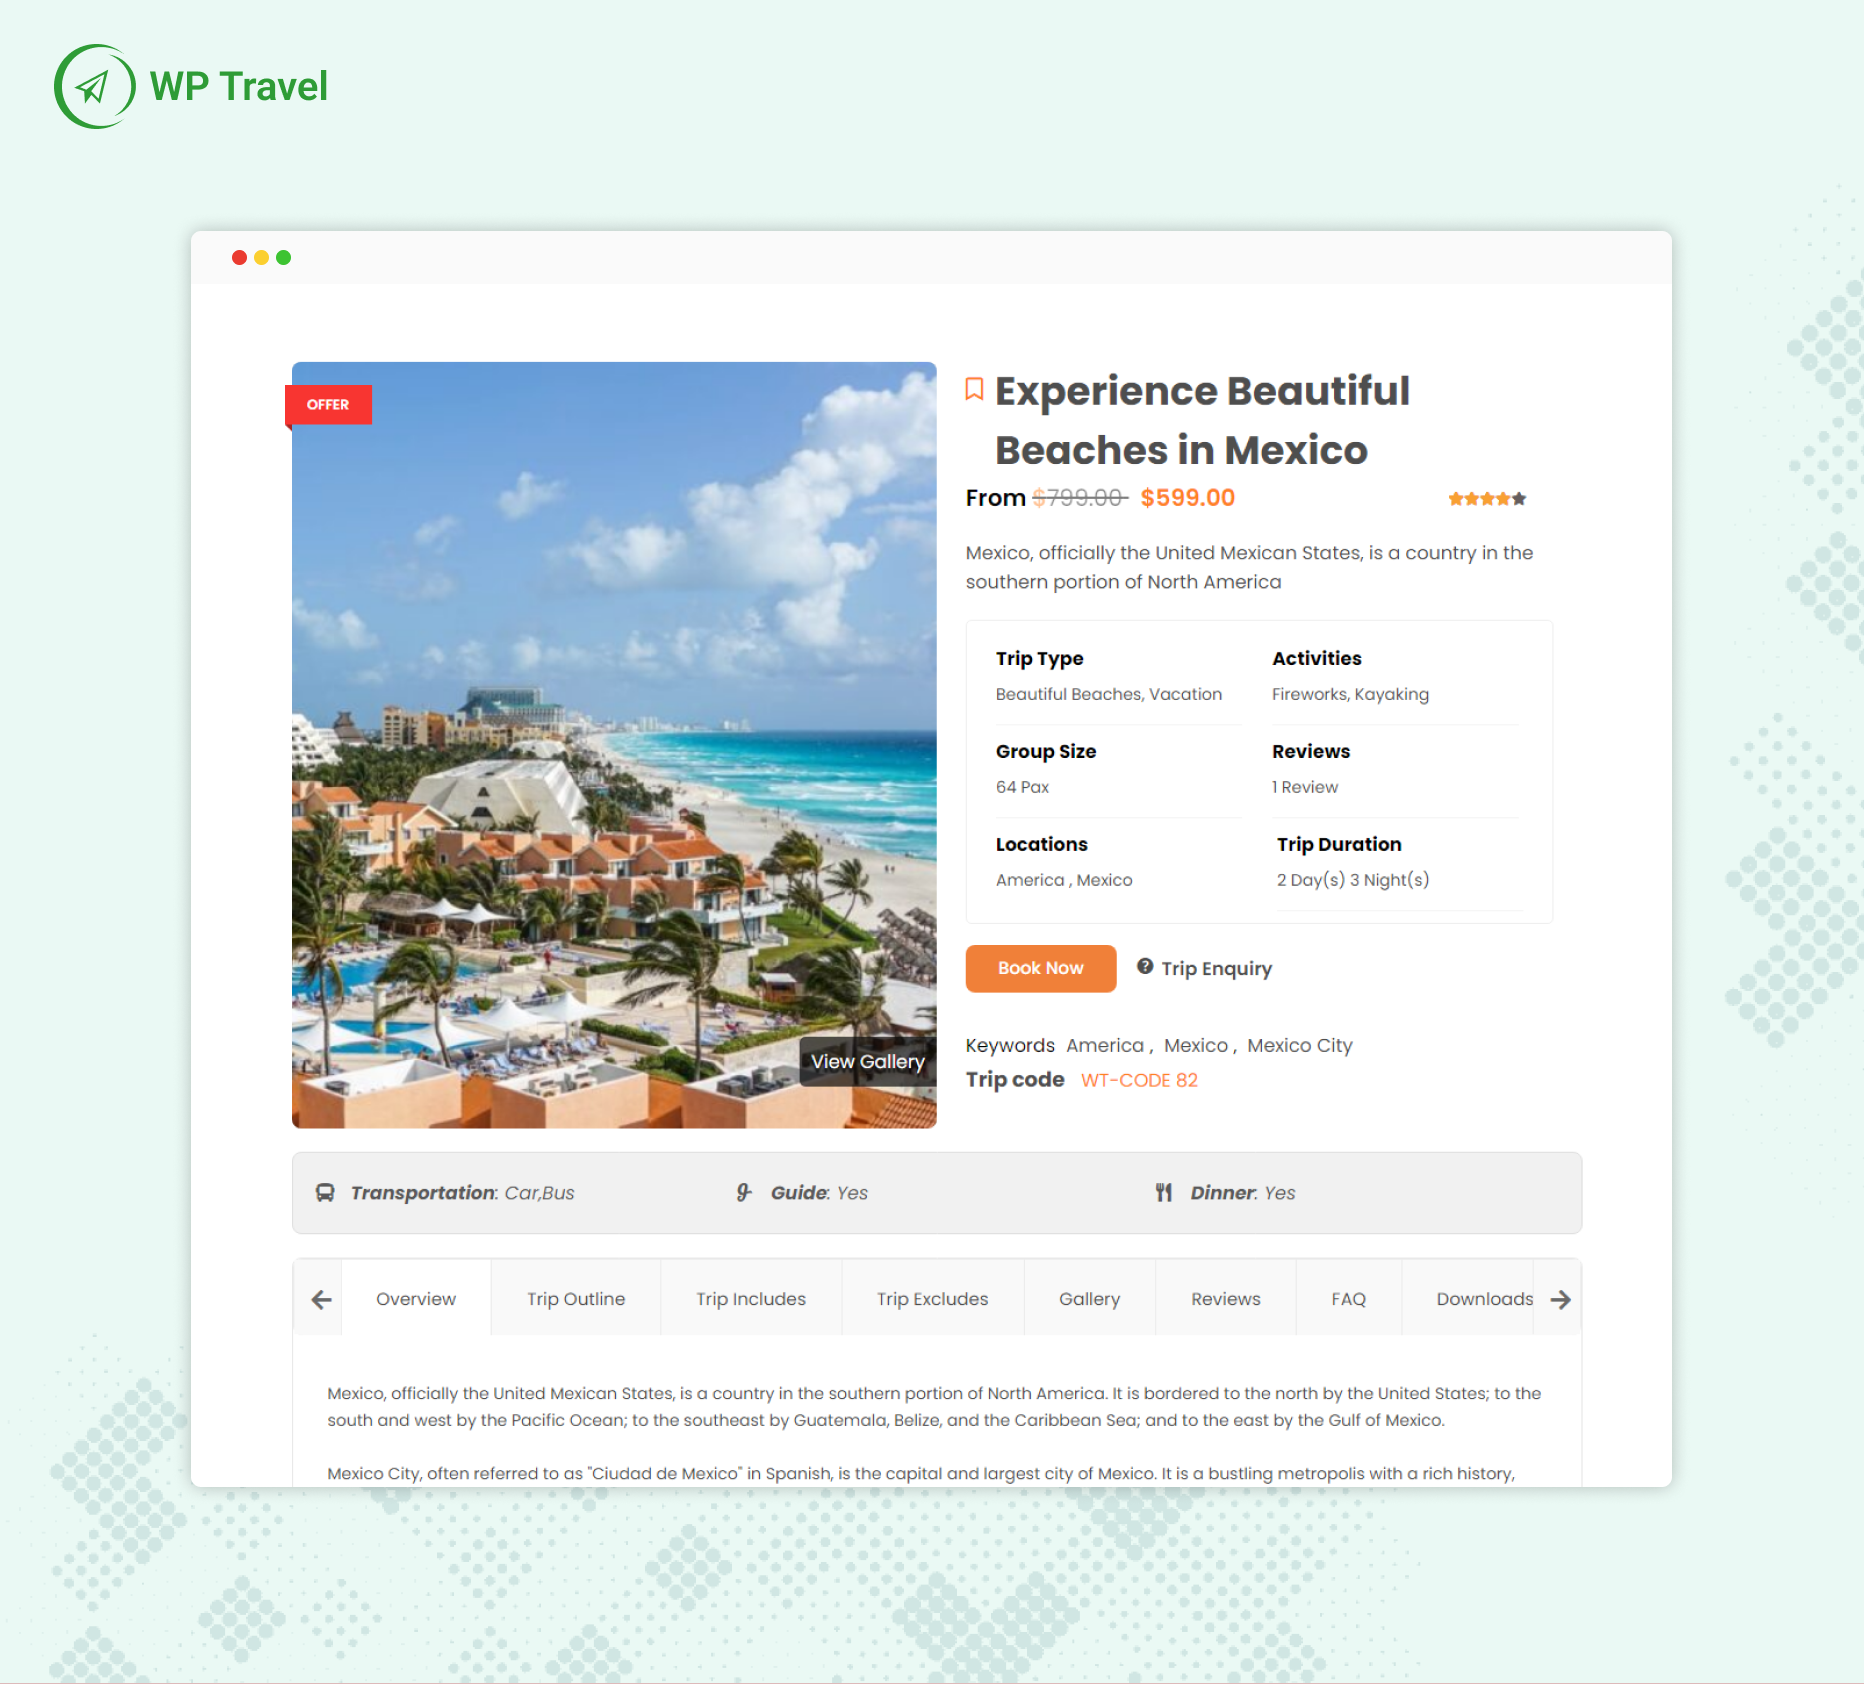 WP Travel
OFFER
View Gallery
Experience Beautiful
Beaches in Mexico
From $799.00 $599.00
Mexico, officially the United Mexican States, is a country in the
southern portion of North America
Trip Type
Beautiful Beaches, Vacation
Activities
Fireworks, Kayaking
Group Size
64 Pax
Reviews
1 Review
Locations
America , Mexico
Trip Duration
2 Day(s) 3 Night(s)
Book Now
Trip Enquiry
Keywords America , Mexico , Mexico City
Trip code WT-CODE 82
Transportation: Car,Bus
Guide: Yes
Dinner: Yes
Overview
Trip Outline
Trip Includes
Trip Excludes
Gallery
Reviews
FAQ
Downloads
Mexico, officially the United Mexican States, is a country in the southern portion of North America. It is bordered to the north by the United States; to the
south and west by the Pacific Ocean; to the southeast by Guatemala, Belize, and the Caribbean Sea; and to the east by the Gulf of Mexico.
Mexico City, often referred to as "Ciudad de Mexico" in Spanish, is the capital and largest city of Mexico. It is a bustling metropolis with a rich history,